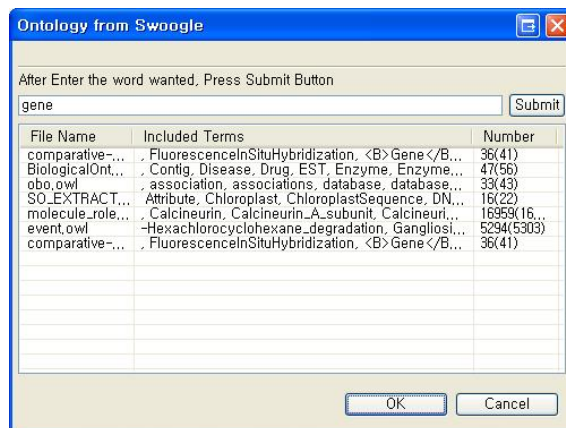 Ontology from Swoogle
After Enter the word wanted, Press Submit Button
gene Submit
File Name Included Terms Number
comparative-... , FluorescenceInSituHybridization, <B>Gene</B... 36(41)
BiologicalOnt... , Contig, Disease, Drug, EST, Enzyme, Enzyme... 47(56)
obo.owl , association, associations, database, database... 33(43)
SO_EXTRACT... Attribute, Chloroplast, ChloroplastSequence, DN... 16(22)
molecule_role... , Calcineurin, Calcineurin_A_subunit, Calcineuri... 16959(16...
event.owl -Hexachlorocyclohexane_degradation, Gangliosi... 5294(5303)
comparative-... , FluorescenceInSituHybridization, <B>Gene</B... 36(41)
OK Cancel